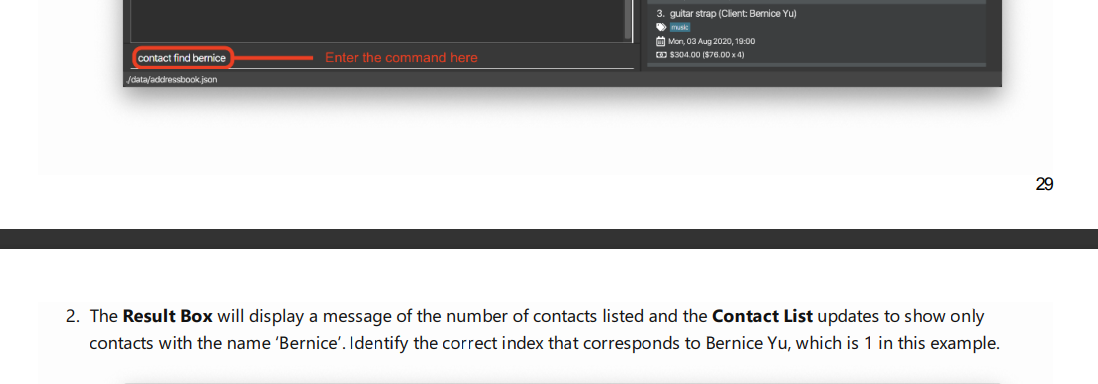 3. guitar strap (Client: Bernice Yu)
music
Mon, 03 Aug 2020, 19:00
$304.00 ($76.00 x 4)
contact find bernice
Enter the command here
/data/addressbook.json
29
2. The Result Box will display a message of the number of contacts listed and the Contact List updates to show only
contacts with the name ‘Bernice’. Identify the correct index that corresponds to Bernice Yu, which is 1 in this example.